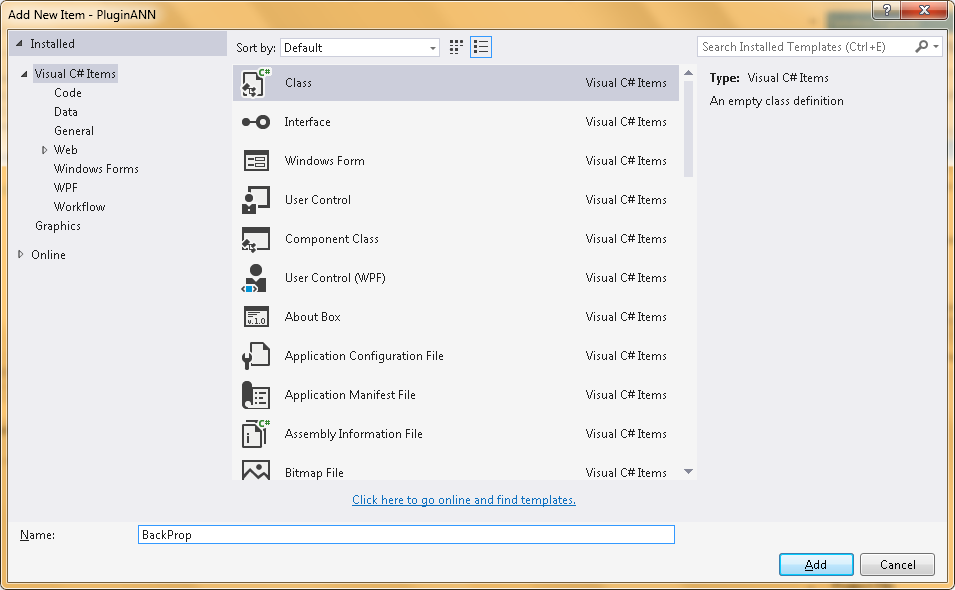 Add New Item - PluginANN
?
Installed
Sort by: Default
Search Installed Templates (Ctrl+E)
Visual C# Items
Code
Data
General
Web
Windows Forms
WPF
Workflow
Graphics
Online
C# Class Visual C# Items
Interface Visual C# Items
Windows Form Visual C# Items
User Control Visual C# Items
Component Class Visual C# Items
User Control (WPF) Visual C# Items
v.1.0 About Box Visual C# Items
Application Configuration File Visual C# Items
Application Manifest File Visual C# Items
C# Assembly Information File Visual C# Items
Bitmap File Visual C# Items
Type: Visual C# Items
An empty class definition
Click here to go online and find templates.
Name: BackProp
Add Cancel